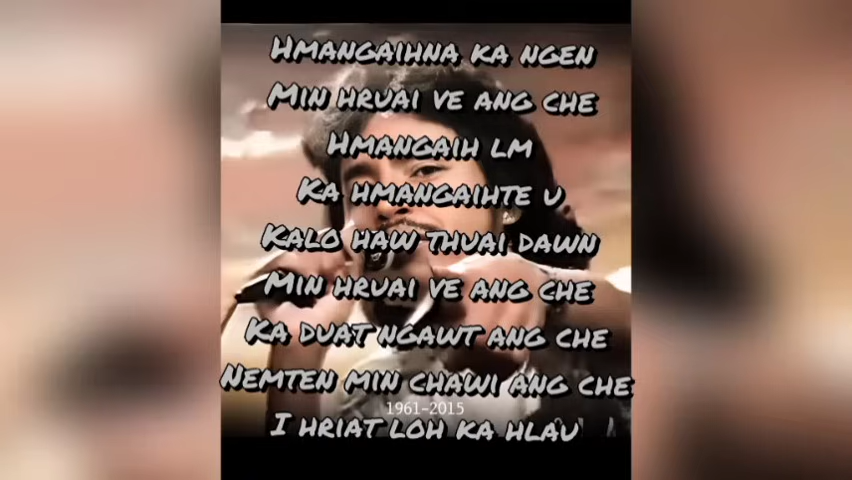 Hmangaihna ka ngen
Min hruai ve ang che
Hmangaih lm
Ka hmangaihte u
Kalo haw thuai dawn
Min hruai ve ang che
Ka duat ngawt ang che
Nemten min chawi ang che
1961-2015
I hriat loh ka hlau